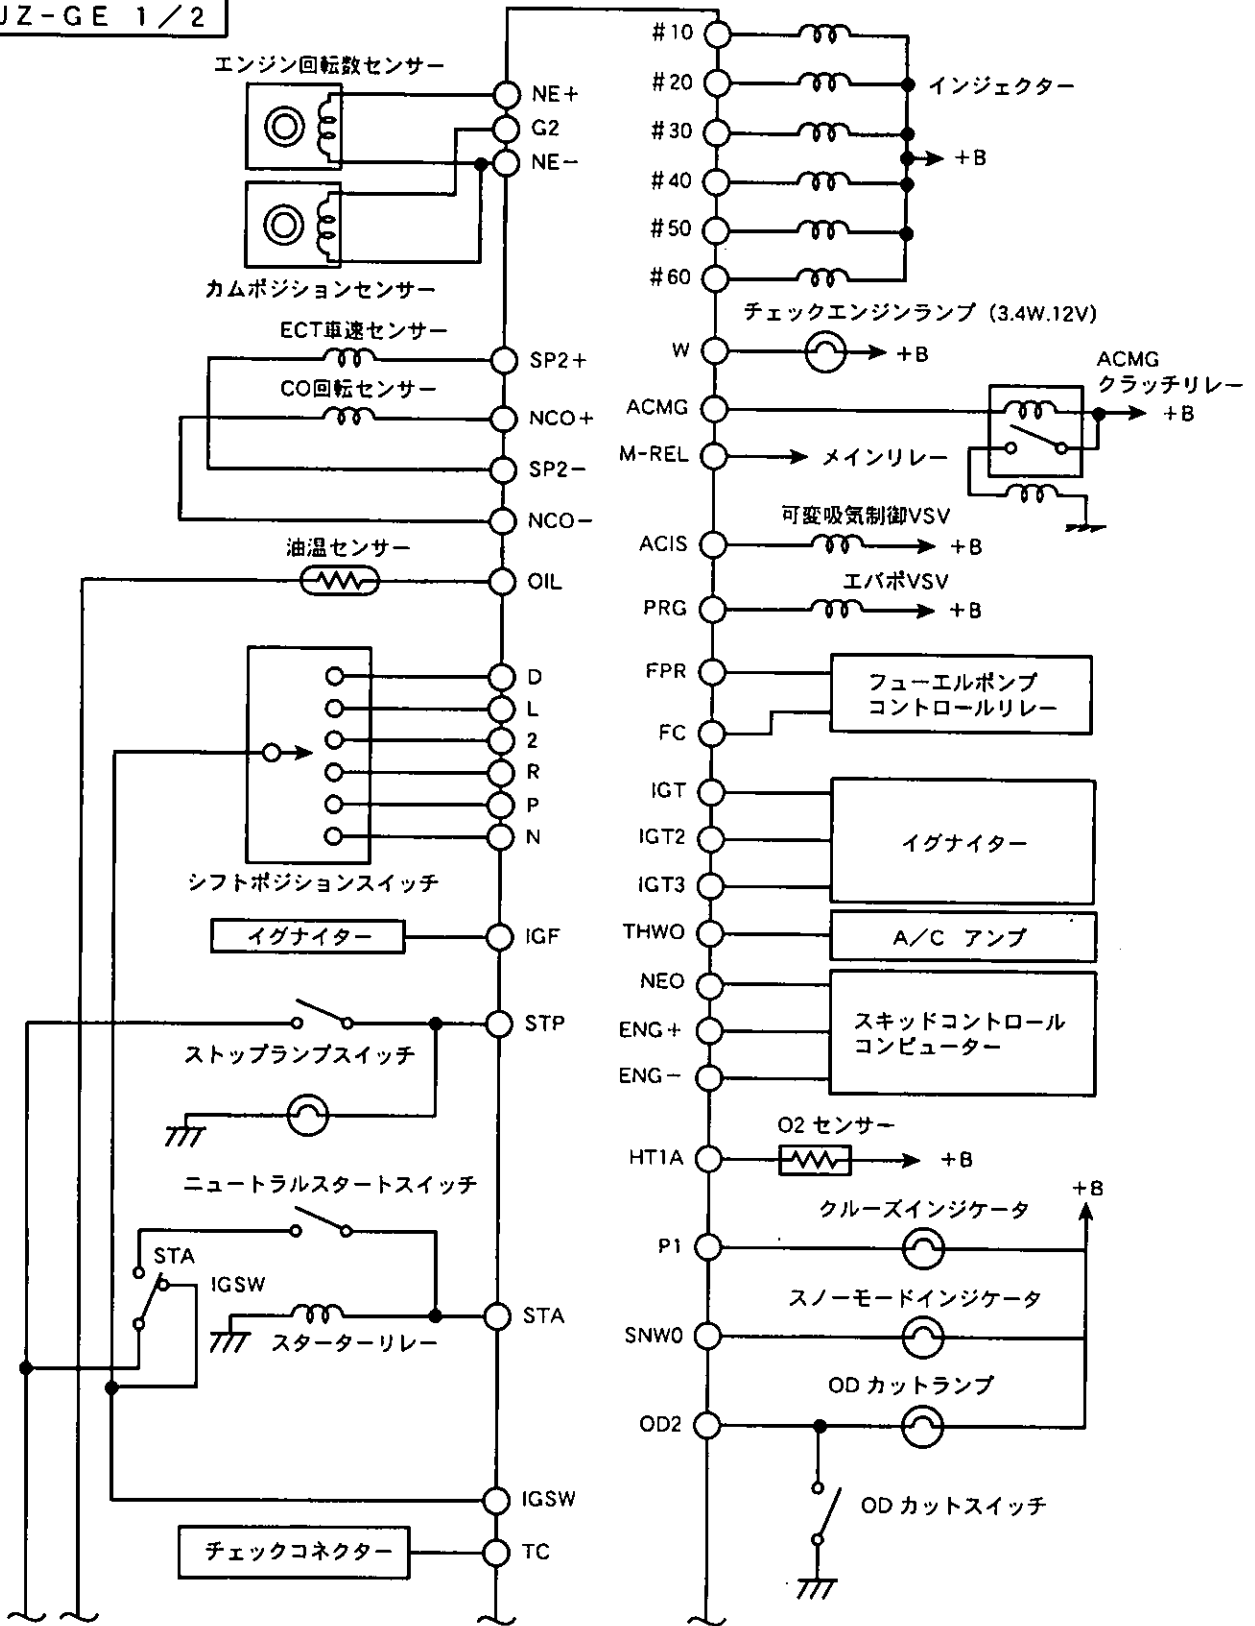 JZ-GE 1/2
エンジン回転数センサー
NE+
G2
NE-
カムポジションセンサー
ECT車速センサー
SP2+
CO回転センサー
NCO+
SP2-
NCO-
油温センサー
OIL
D
L
2
R
P
N
シフトポジションスイッチ
イグナイター
IGF
STP
ストップランプスイッチ
ニュートラルスタートスイッチ
STA
IGSW
STA
スターターリレー
IGSW
チェックコネクター
TC
#10
#20
インジェクター
#30
+B
#40
#50
#60
チェックエンジンランプ (3.4W.12V)
W
+B
ACMG
クラッチリレー
ACMG
+B
M-REL
メインリレー
可変吸気制御VSV
ACIS
+B
エバポVSV
PRG
+B
FPR
フューエルポンプ
コントロールリレー
FC
IGT
IGT2
イグナイター
IGT3
THWO
A/C アンプ
NEO
スキッドコントロール
コンピューター
ENG+
ENG-
O2 センサー
HT1A
+B
+B
クルーズインジケータ
P1
スノーモードインジケータ
SNWO
OD カットランプ
OD2
OD カットスイッチ